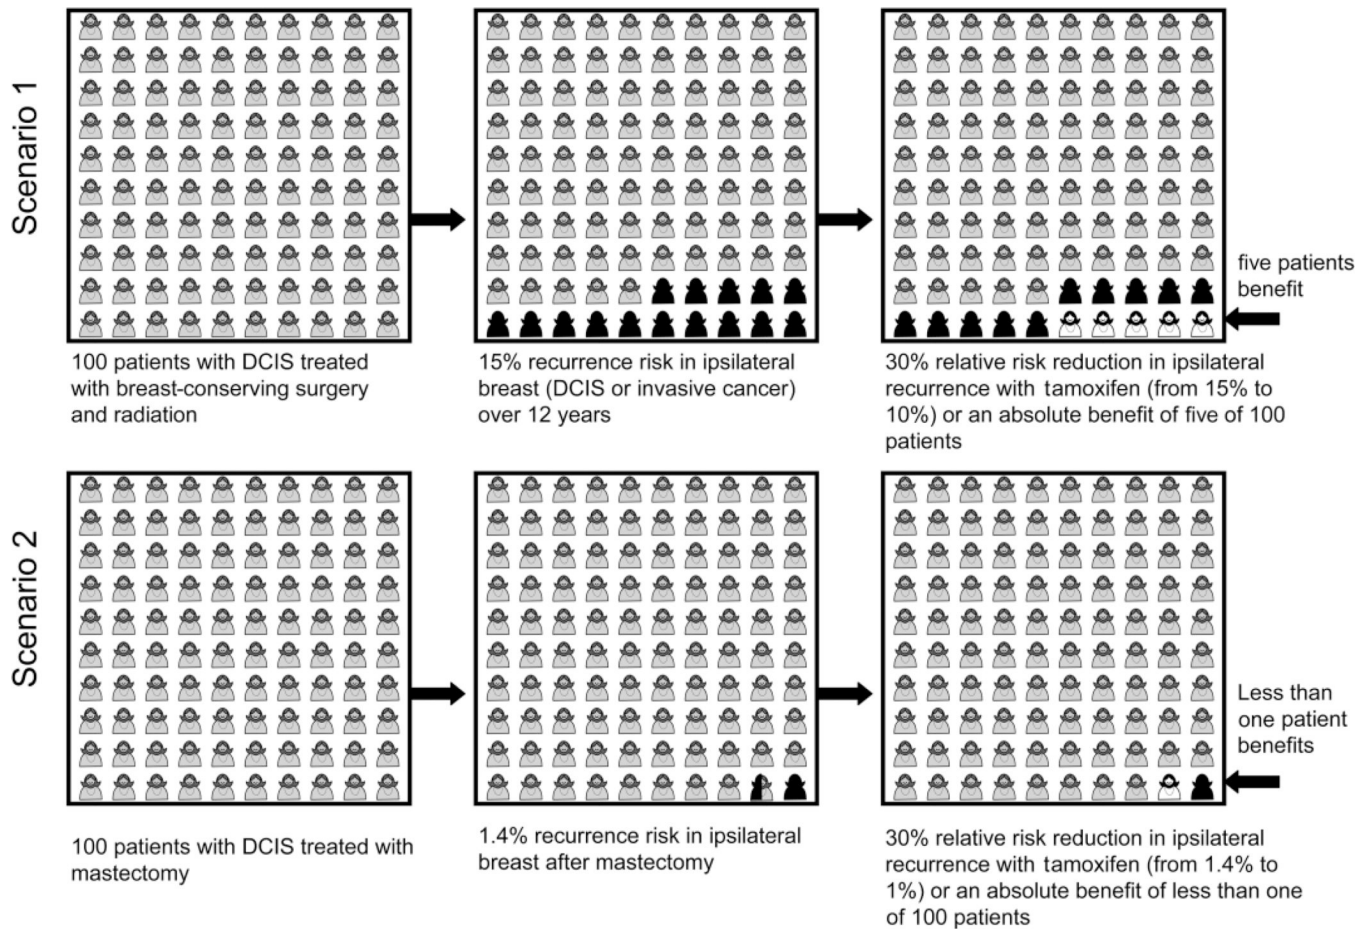 Scenario 1
five patients
benefit
100 patients with DCIS treated
with breast-conserving surgery
and radiation
15% recurrence risk in ipsilateral
breast (DCIS or invasive cancer)
over 12 years
30% relative risk reduction in ipsilateral
recurrence with tamoxifen (from 15% to
10%) or an absolute benefit of five of 100
patients
Scenario 2
Less than
one patient
benefits
100 patients with DCIS treated with
mastectomy
1.4% recurrence risk in ipsilateral
breast after mastectomy
30% relative risk reduction in ipsilateral
recurrence with tamoxifen (from 1.4% to
1%) or an absolute benefit of less than one
of 100 patients